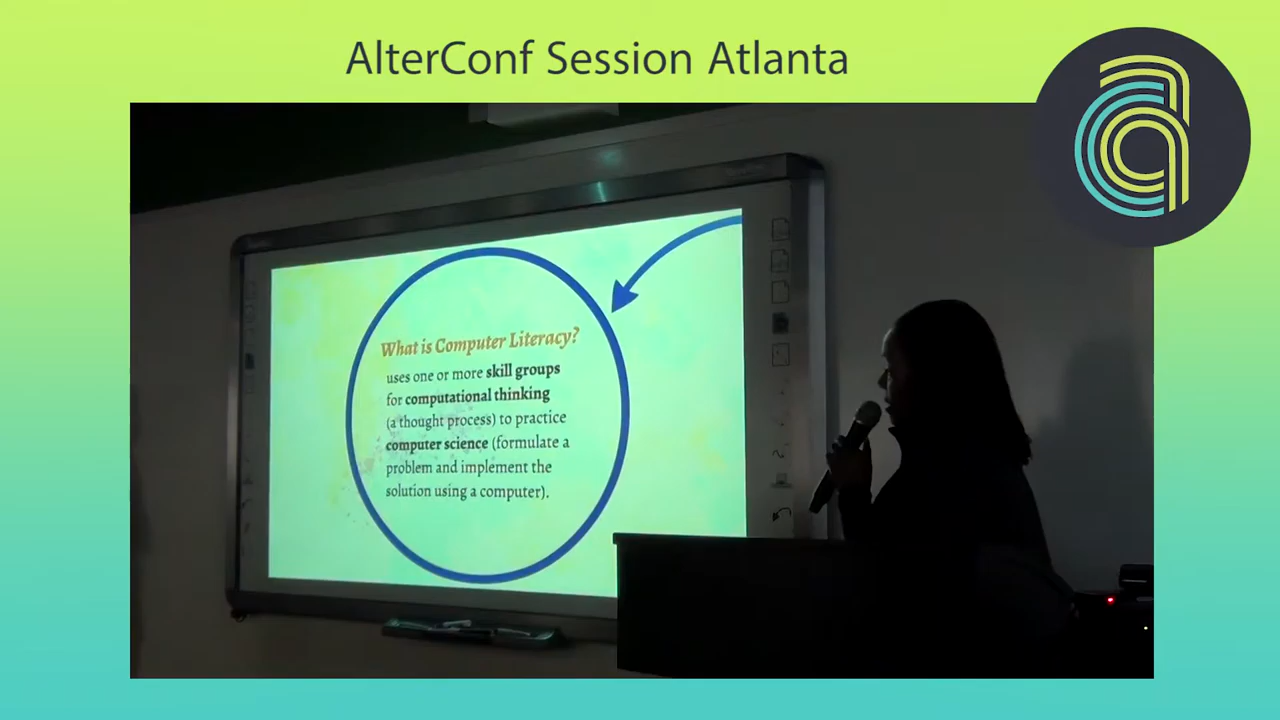 AlterConf Session Atlanta
What is Computer Literacy?
uses one or more skill groups
for computational thinking
(a thought process) to practice
computer science (formulate a
problem and implement the
solution using a computer).